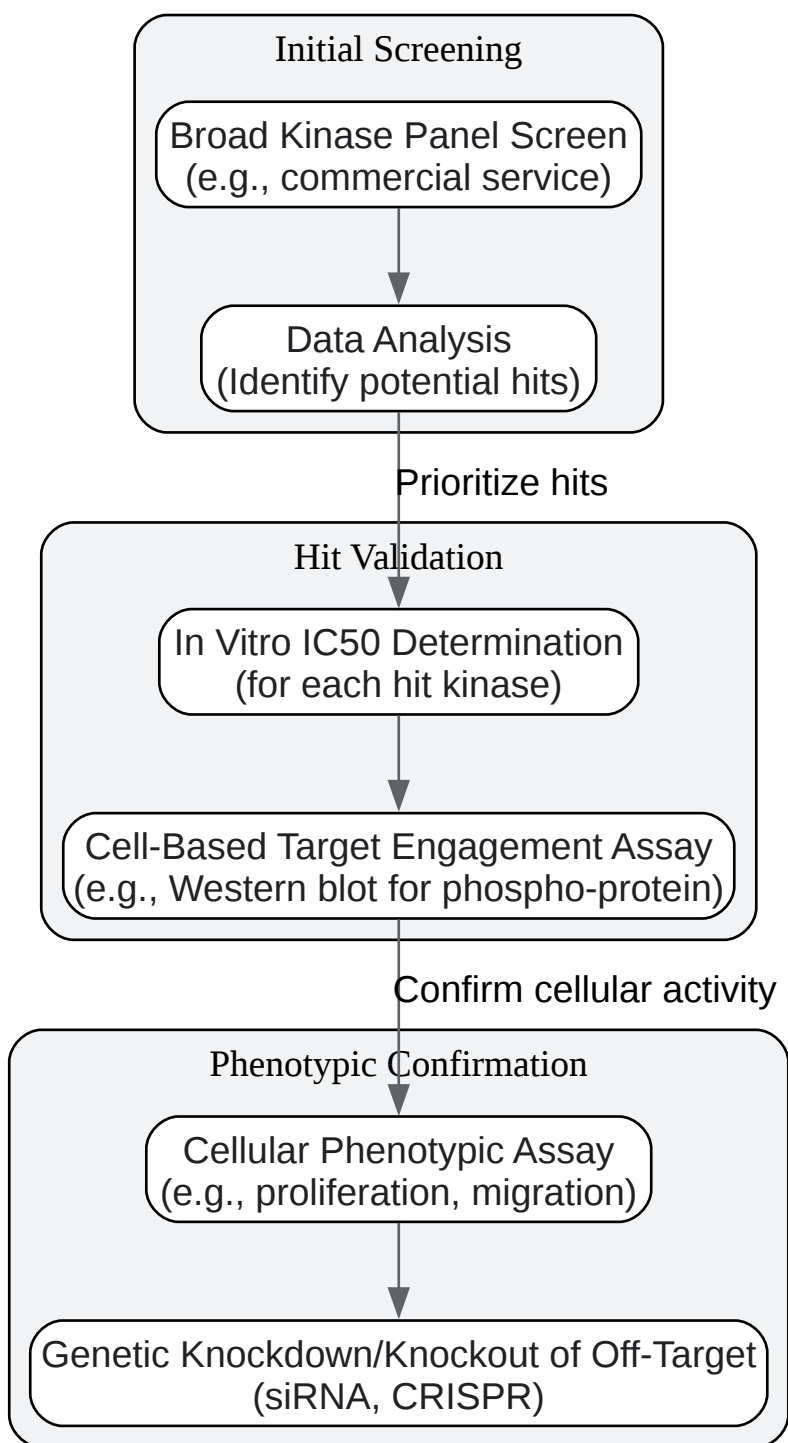 Initial Screening
Broad Kinase Panel Screen
(e.g., commercial service)
Data Analysis
(Identify potential hits)
Prioritize hits
Hit Validation
In Vitro IC50 Determination
(for each hit kinase)
Cell-Based Target Engagement Assay
(e.g., Western blot for phospho-protein)
Confirm cellular activity
Phenotypic Confirmation
Cellular Phenotypic Assay
(e.g., proliferation, migration)
Genetic Knockdown/Knockout of Off-Target
(siRNA, CRISPR)